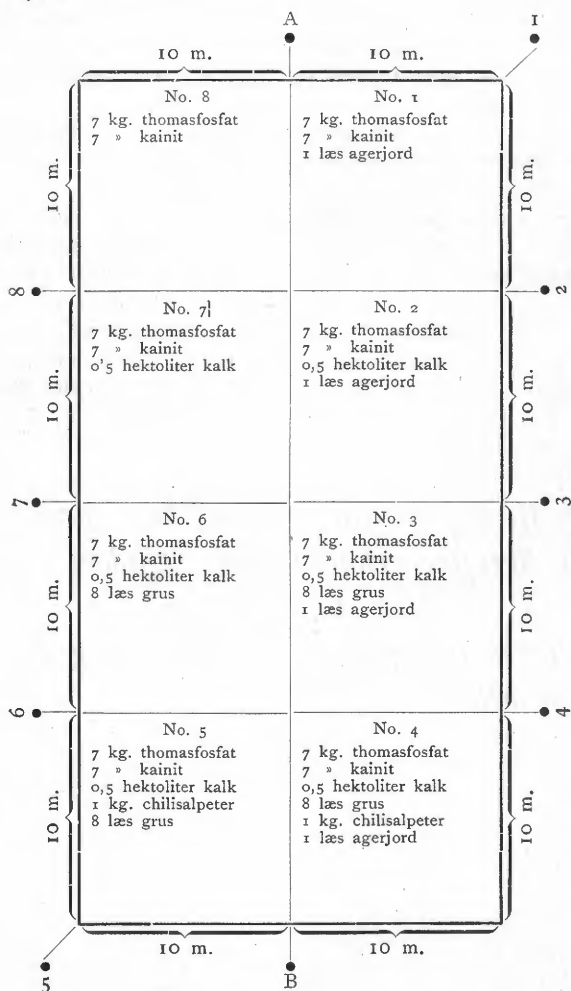 A
1
10 m.
10 m.
No. 8
7 kg. thomasfosfat
7 » kainit
No. 1
7 kg. thomasfosfat
7 » kainit
1 læs agerjord
10 m.
10 m.
8
2
No. 7
7 kg. thomasfosfat
7 » kainit
0'5 hektoliter kalk
No. 2
7 kg. thomasfosfat
7 » kainit
0,5 hektoliter kalk
1 læs agerjord
10 m.
10 m.
7
3
No. 6
7 kg. thomasfosfat
7 » kainit
0,5 hektoliter kalk
8 læs grus
No. 3
7 kg. thomasfosfat
7 » kainit
0,5 hektoliter kalk
8 læs grus
1 læs agerjord
10 m.
10 m.
6
4
No. 5
7 kg. thomasfosfat
7 » kainit
0,5 hektoliter kalk
1 kg. chilisalpeter
8 læs grus
No. 4
7 kg. thomasfosfat
7 » kainit
0,5 hektoliter kalk
8 læs grus
1 kg. chilisalpeter
1 læs agerjord
10 m.
10 m.
10 m.
10 m.
5
B